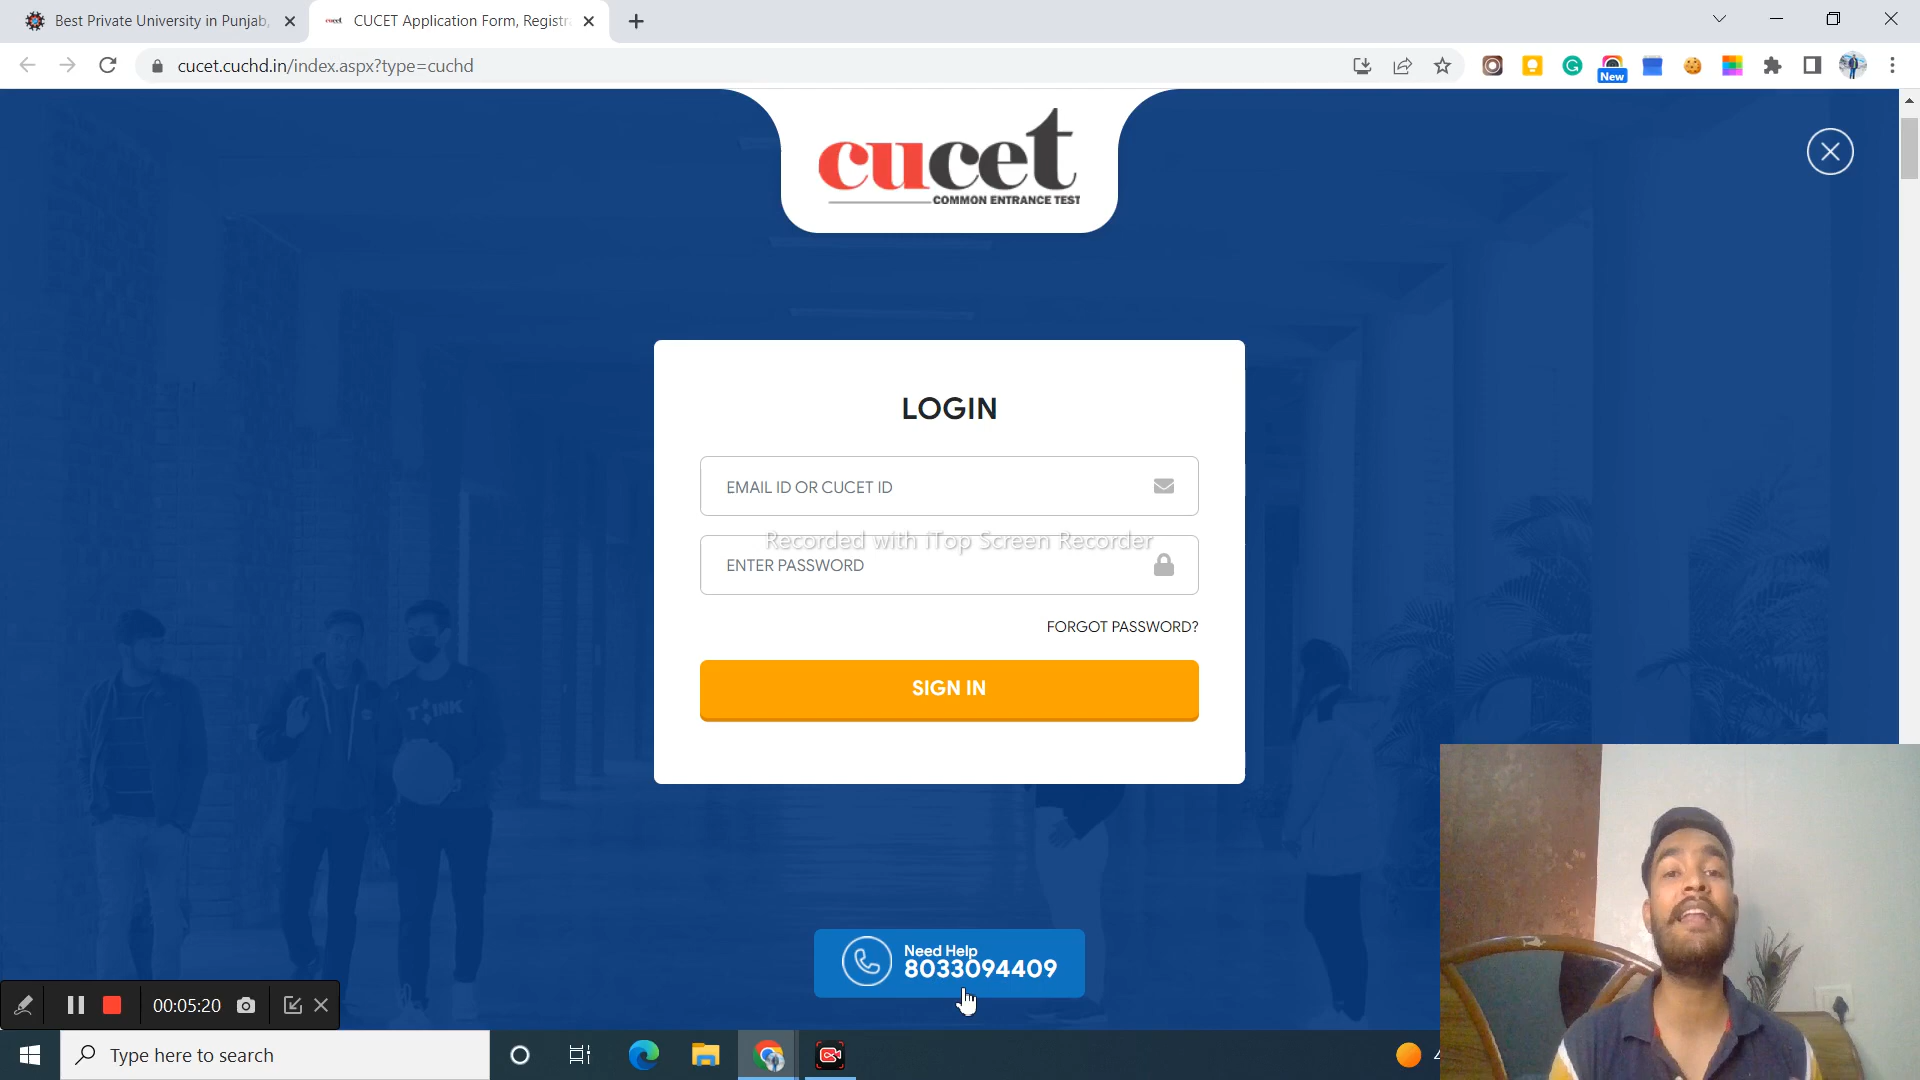 Best Private University in Punjab,
CUCET Application Form, Registr
cucet.cuchd.in/index.aspx?type=cuchd
New
cucet
COMMON ENTRANCE TEST
LOGIN
EMAIL ID OR CUCET ID
Recorded with iTop Screen Recorder
ENTER PASSWORD
FORGOT PASSWORD?
SIGN IN
Need Help
8033094409
00:05:20
Type here to search